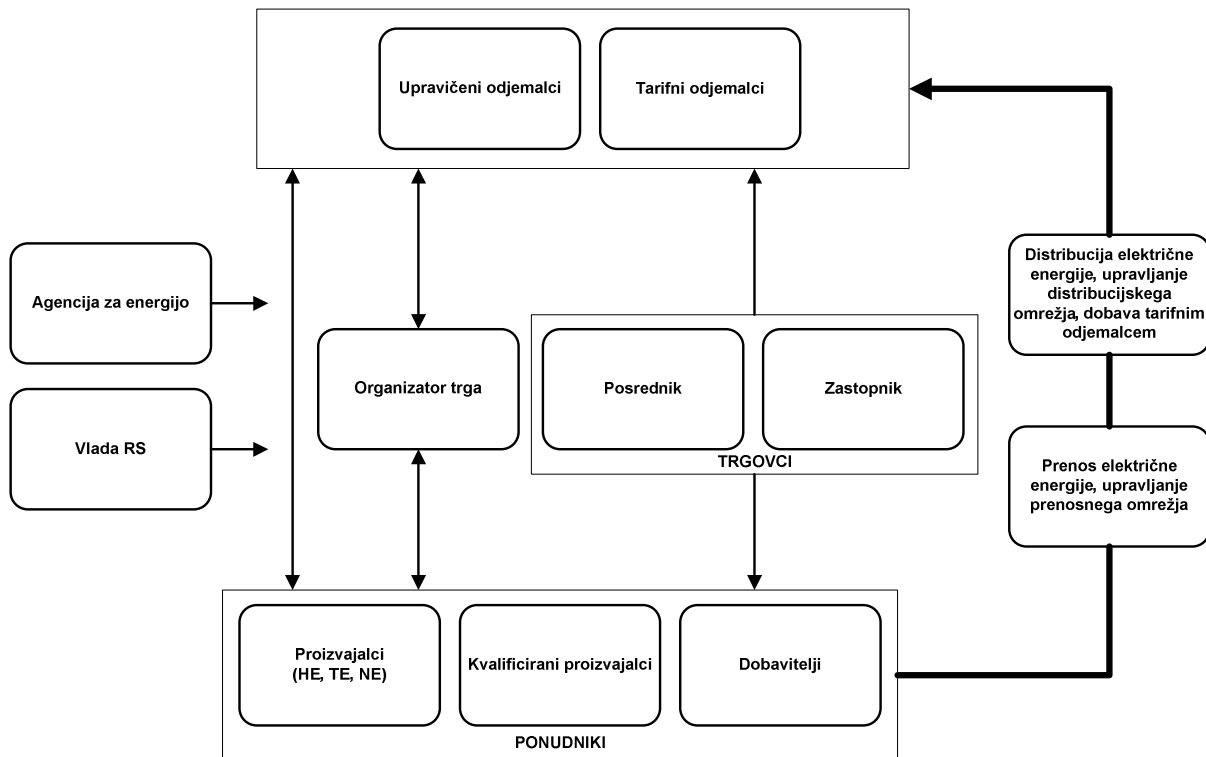 Upravičeni odjemalci
Tarifni odjemalci
Agencija za energijo
Vlada RS
Organizator trga
Posrednik
Zastopnik
TRGOVCI
Distribucija električne
energije, upravljanje
distribucijskega
omrežja, dobava tarifnim
odjemalcem
Prenos električne
energije, upravljanje
prenosnega omrežja
Proizvajalci
(HE, TE, NE)
Kvalificirani proizvajalci
Dobavitelji
PONUDNIKI